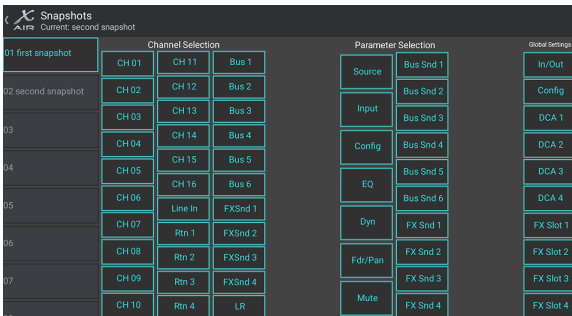 Snapshots
X AIR Current: second snapshot
Channel Selection
Parameter Selection
Global Settings
01 first snapshot
02 second snapshot
03
04
05
06
07
CH 01
CH 02
CH 03
CH 04
CH 05
CH 06
CH 07
CH 08
CH 09
CH 10
CH 11
CH 12
CH 13
CH 14
CH 15
CH 16
Line In
Rtn 1
Rtn 2
Rtn 3
Rtn 4
Bus 1
Bus 2
Bus 3
Bus 4
Bus 5
Bus 6
FXSnd 1
FXSnd 2
FXSnd 3
FXSnd 4
LR
Source
Input
Config
EQ
Dyn
Fdr/Pan
Mute
Bus Snd 1
Bus Snd 2
Bus Snd 3
Bus Snd 4
Bus Snd 5
Bus Snd 6
FX Snd 1
FX Snd 2
FX Snd 3
FX Snd 4
In/Out
Config
DCA 1
DCA 2
DCA 3
DCA 4
FX Slot 1
FX Slot 2
FX Slot 3
FX Slot 4